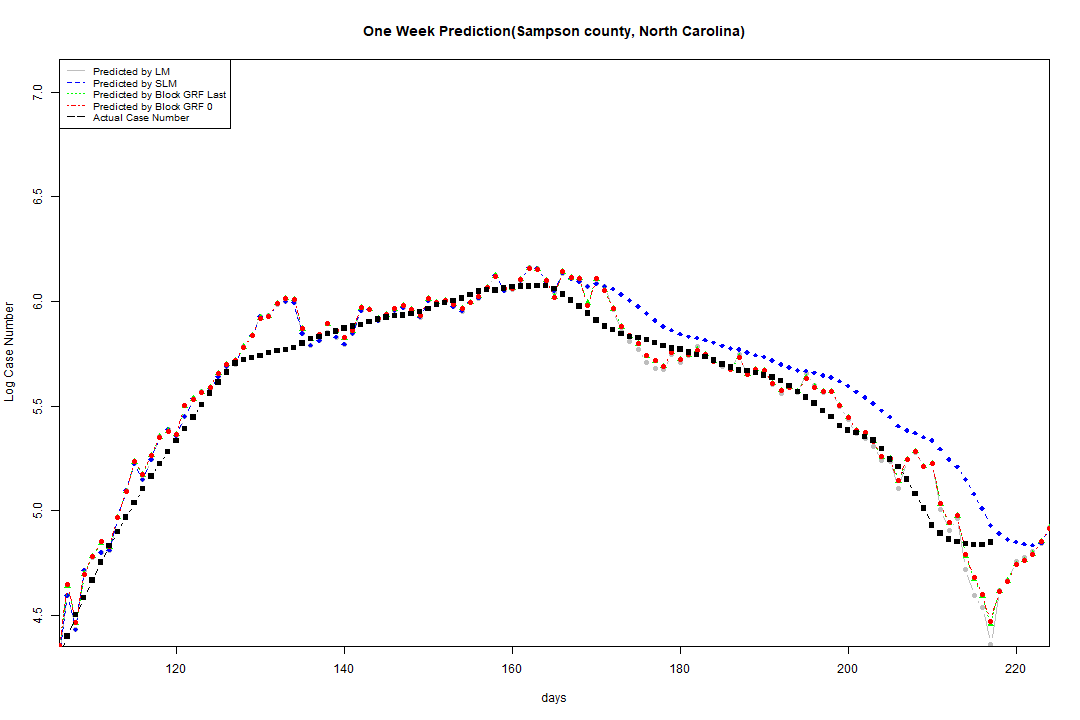 One Week Prediction(Sampson county, North Carolina)
Predicted by LM
Predicted by SLM
Predicted by Block GRF Last
Predicted by Block GRF 0
Actual Case Number
7.0
6.5
6.0
5.5
5.0
4.5
Log Case Number
120 140 160 180 200 220
days